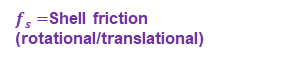 fₛ =Shell friction
(rotational/translational)